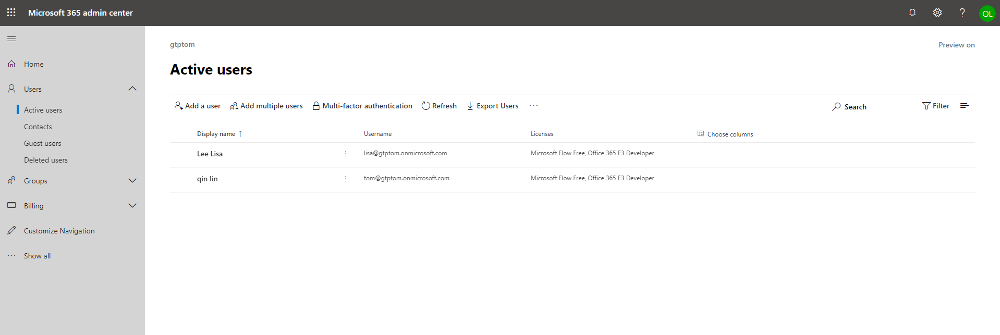 Microsoft 365 admin center
QL
Home
Users
Active users
Contacts
Guest users
Deleted users
Groups
Billing
Customize Navigation
Show all
gtptom
Preview on
Active users
Add a user Add multiple users Multi-factor authentication Refresh Export Users Search Filter
Display name ↑ Username Licenses Choose columns
Lee Lisa lisa@gtptom.onmicrosoft.com Microsoft Flow Free, Office 365 E3 Developer
qin lin tom@gtptom.onmicrosoft.com Microsoft Flow Free, Office 365 E3 Developer